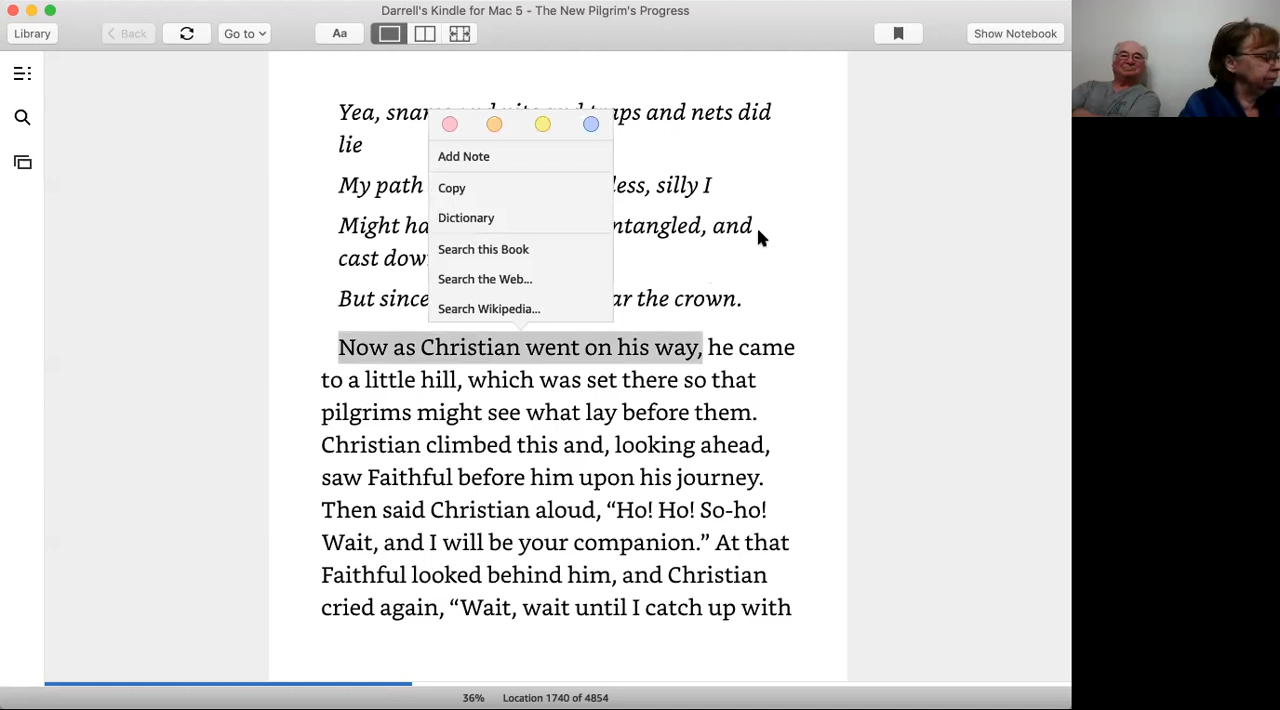 Darrell's Kindle for Mac 5 - The New Pilgrim's Progress
Library
Back
Go to
Aa
Show Notebook
Yea, snar
aps and nets did
lie
My path
less, silly I
Might ha
ntangled, and
cast dow
But since
ar the crown.
Add Note
Copy
Dictionary
Search this Book
Search the Web...
Search Wikipedia...
Now as Christian went on his way, he came
to a little hill, which was set there so that
pilgrims might see what lay before them.
Christian climbed this and, looking ahead,
saw Faithful before him upon his journey.
Then said Christian aloud, “Ho! Ho! So-ho!
Wait, and I will be your companion.” At that
Faithful looked behind him, and Christian
cried again, “Wait, wait until I catch up with
36%
Location 1740 of 4854